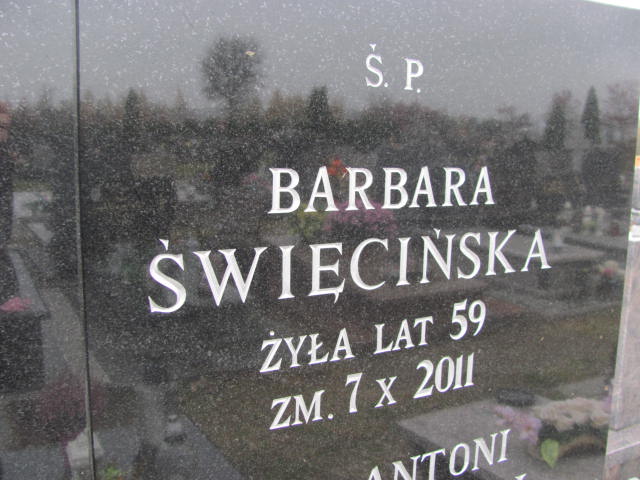 Ś. P.
BARBARA
ŚWIĘCIŃSKA
ŻYŁA LAT 59
ZM. 7 X 2011
ANTONI